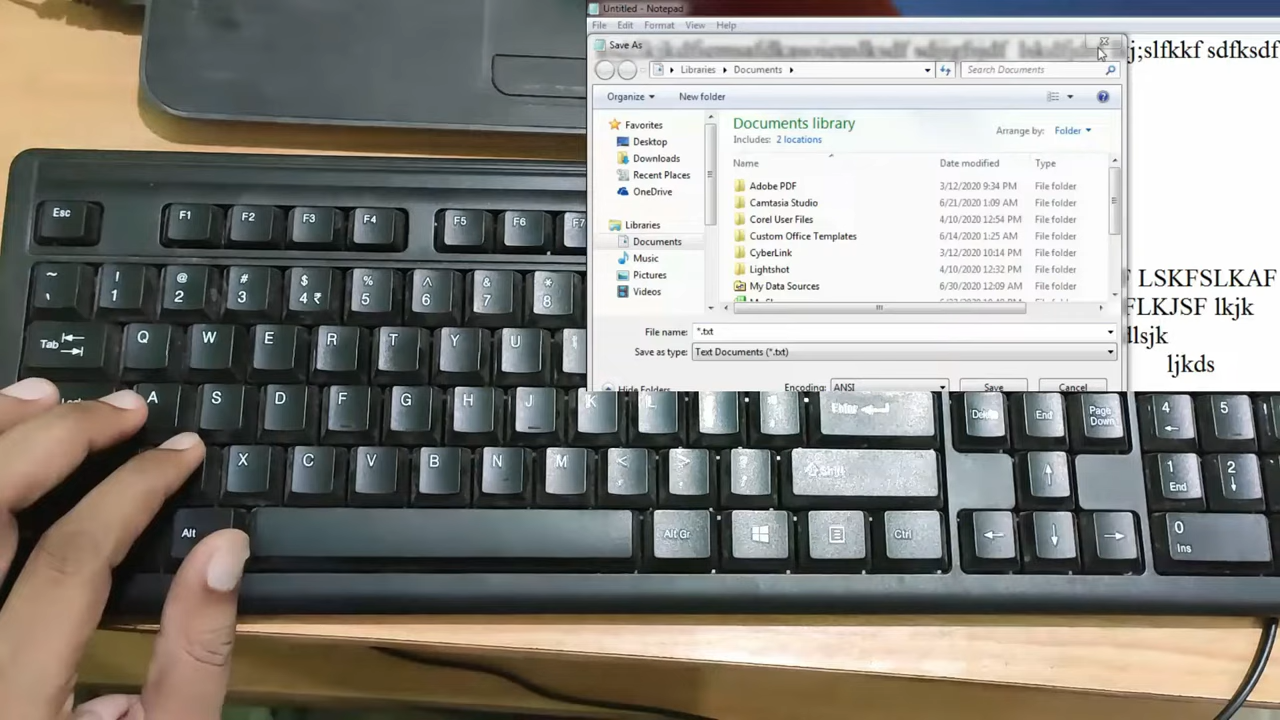 Untitled - Notepad
File Edit Format View Help
Save As
j;slfkkf sdfksdf
Libraries Documents
Search Documents
Organize New folder
Favorites
Desktop
Downloads
Recent Places
OneDrive
Libraries
Documents
Music
Pictures
Videos
Documents library
Includes: 2 locations
Arrange by: Folder
Name Date modified Type
Adobe PDF 3/12/2020 9:34 PM File folder
Camtasia Studio 6/21/2020 1:09 AM File folder
Corel User Files 4/10/2020 12:54 PM File folder
Custom Office Templates 6/14/2020 1:25 AM File folder
CyberLink 3/12/2020 10:14 PM File folder
Lightshot 4/10/2020 12:32 PM File folder
My Data Sources 6/30/2020 12:09 AM File folder
File name: *.txt
Save as type: Text Documents (*.txt)
Hide Folders Encoding: ANSI Save Cancel
LSKFSLKAF
FLKJSF lkjk
dlsjk
ljkds
Esc F1 F2 F3 F4 F5 F6 F7
~ ! @ # $ % ^ & *
1 2 3 4 ₹ 5 6 7 8
Tab Q W E R T Y U
A S D F G H J K L Enter Delete End Page Down 4 5
X C V B N M < > ? Shift 1 End 2
Alt Alt Gr Ctrl 0 Ins